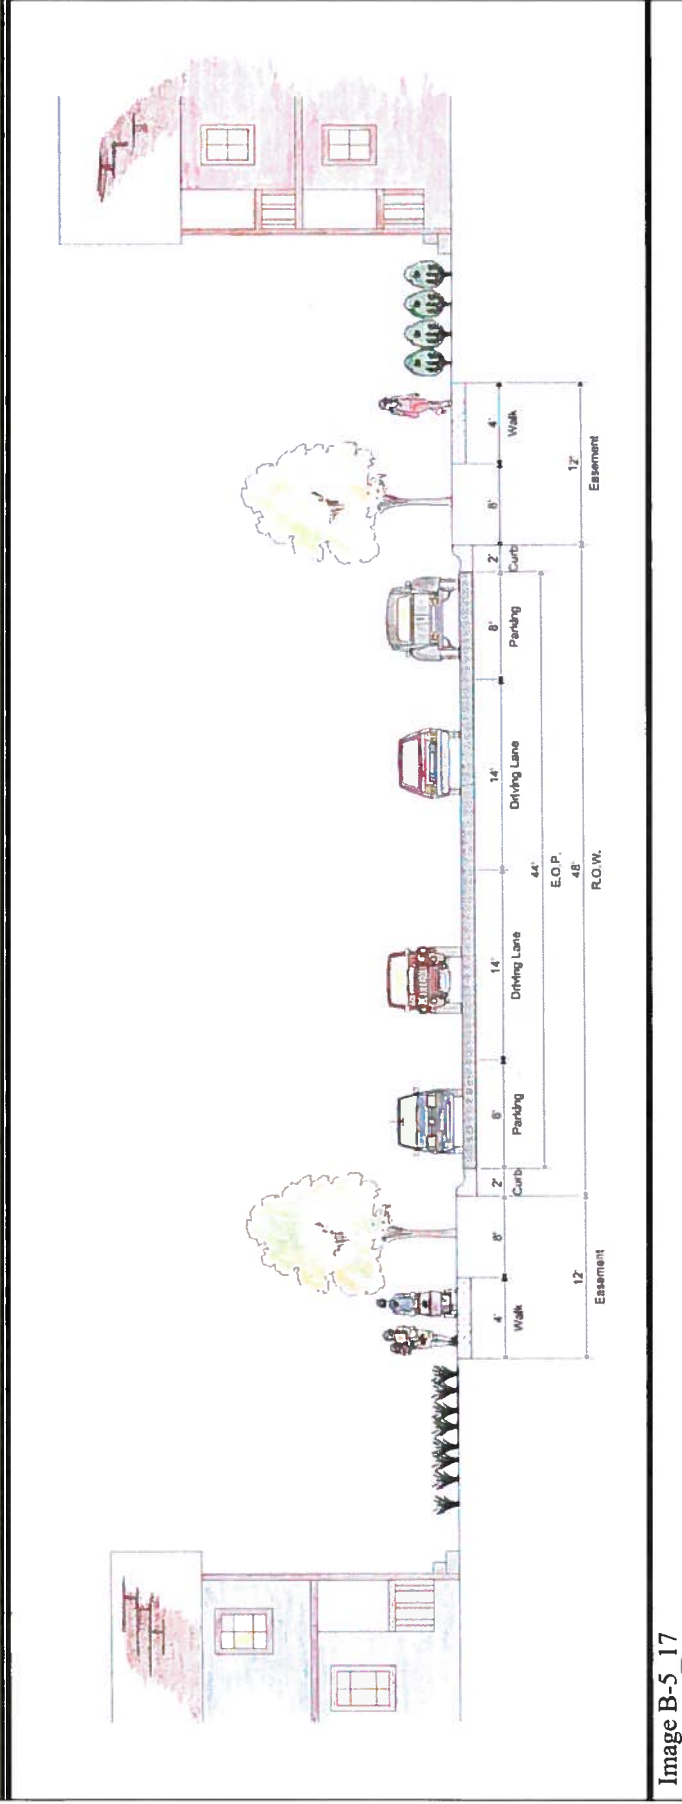 4' 8' 2' 8' 14' 14' 8' 2' 8' 4'
Walk Curb Parking Driving Lane Driving Lane Parking Curb Walk
44'
E.O.P.
12' 48' 12'
Easement R.O.W. Easement
Image B-5_17